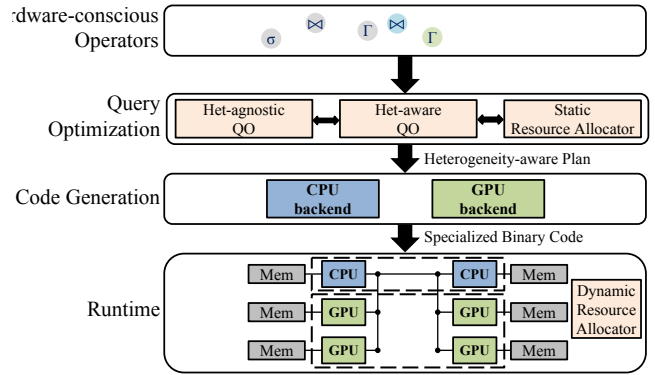 rdware-conscious
Operators
σ ⋈ Γ ⋈ Γ
Query
Optimization
Het-agnostic
QO
Het-aware
QO
Static
Resource Allocator
Heterogeneity-aware Plan
Code Generation
CPU
backend
GPU
backend
Specialized Binary Code
Runtime
Mem CPU CPU Mem
Mem GPU GPU Mem
Mem GPU GPU Mem
Dynamic
Resource
Allocator